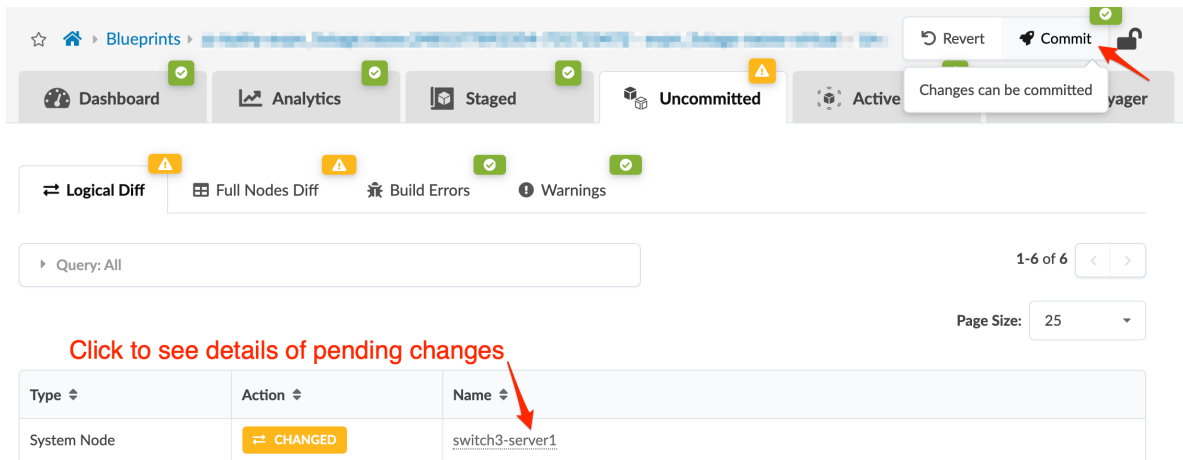 Blueprints
Revert
Commit
Changes can be committed
Dashboard
Analytics
Staged
Uncommitted
Active
yager
Logical Diff
Full Nodes Diff
Build Errors
Warnings
Query: All
1-6 of 6
Page Size: 25
Click to see details of pending changes
Type Action Name
System Node CHANGED switch3-server1